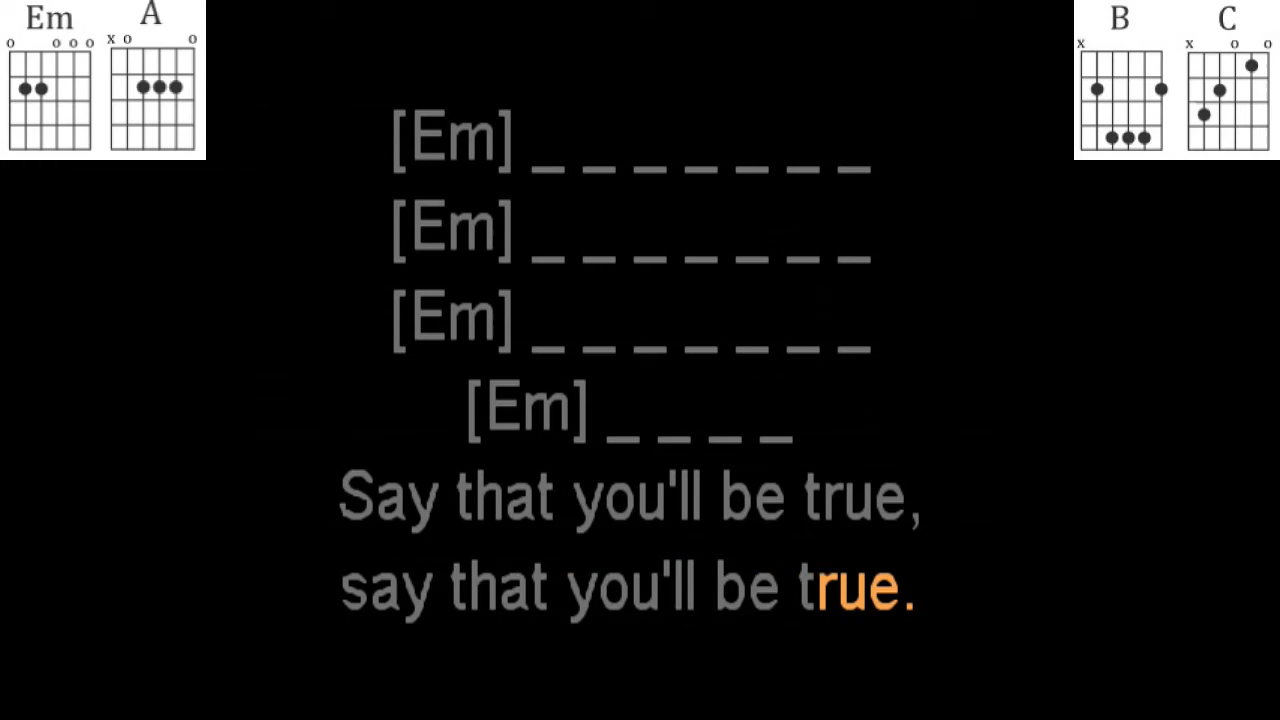 Em A B C
o o o o x o o x x o o
[Em] _ _ _ _ _ _ _
[Em] _ _ _ _ _ _ _
[Em] _ _ _ _ _ _ _
[Em] _ _ _ _
Say that you'll be true,
say that you'll be true.